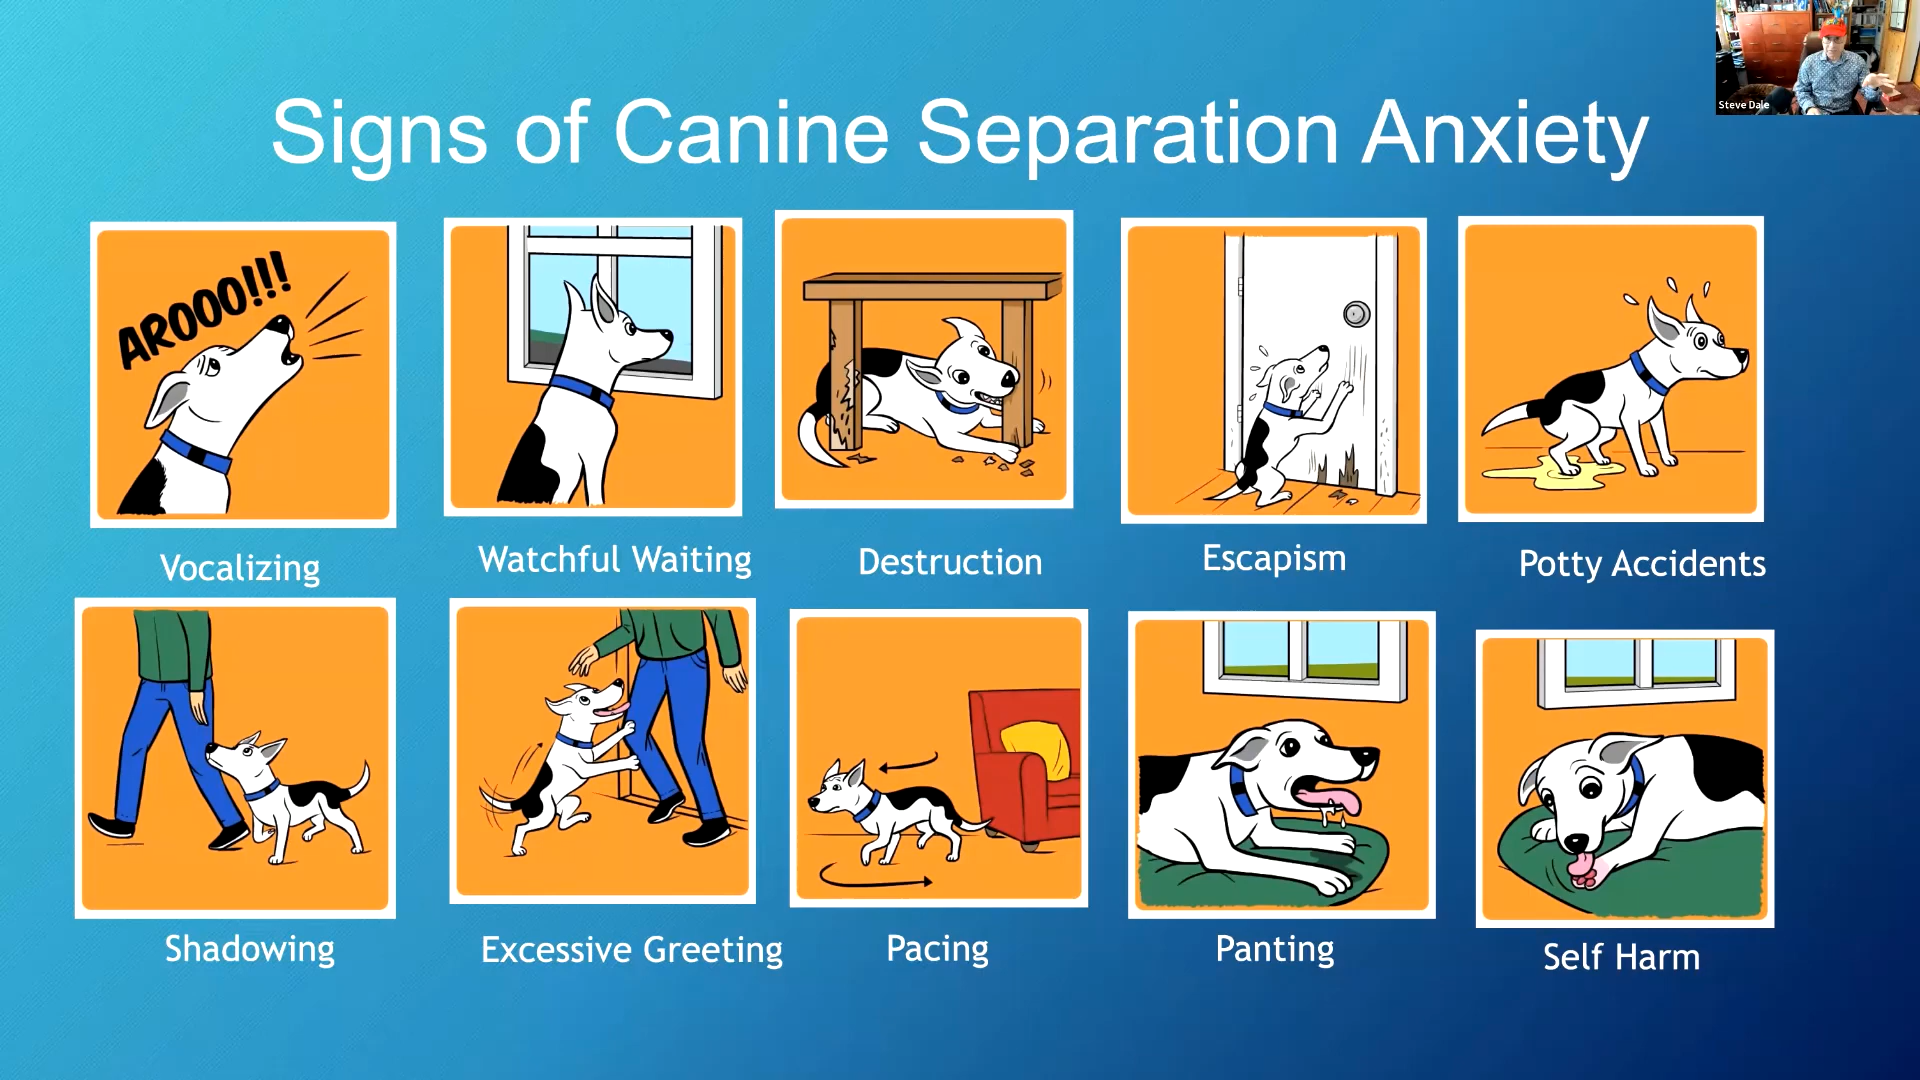 Steve Dale
Signs of Canine Separation Anxiety
AROOO!!!
Vocalizing
Watchful Waiting
Destruction
Escapism
Potty Accidents
Shadowing
Excessive Greeting
Pacing
Panting
Self Harm